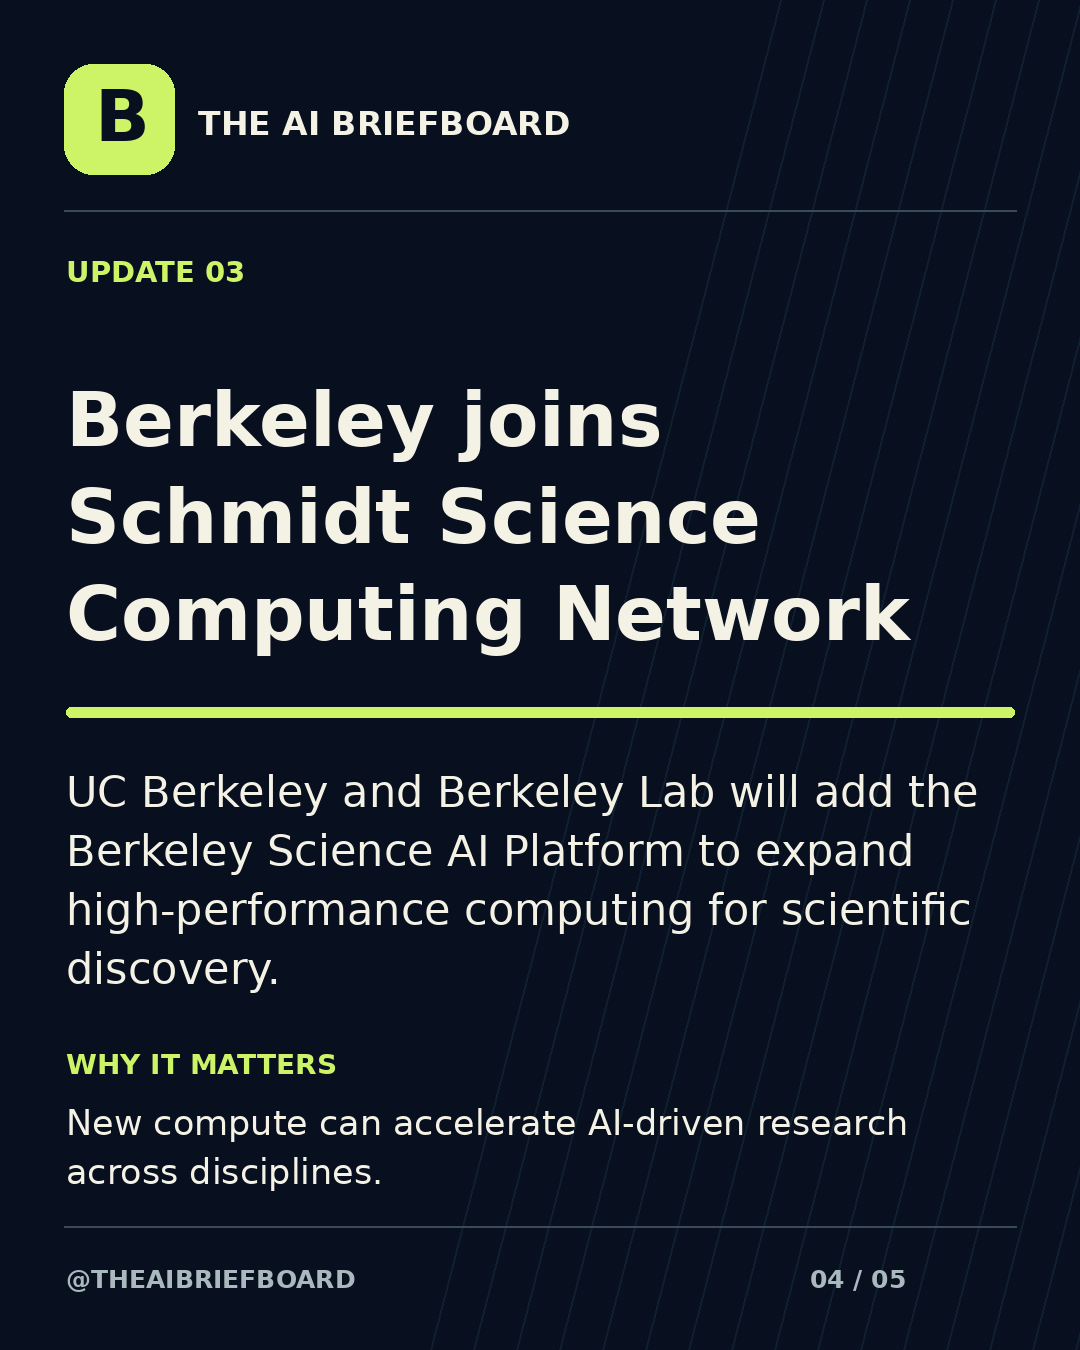 B
THE AI BRIEFBOARD
UPDATE 03
Berkeley joins
Schmidt Science
Computing Network
UC Berkeley and Berkeley Lab will add the
Berkeley Science AI Platform to expand
high-performance computing for scientific
discovery.
WHY IT MATTERS
New compute can accelerate AI-driven research
across disciplines.
@THEAIBRIEFBOARD
04 / 05